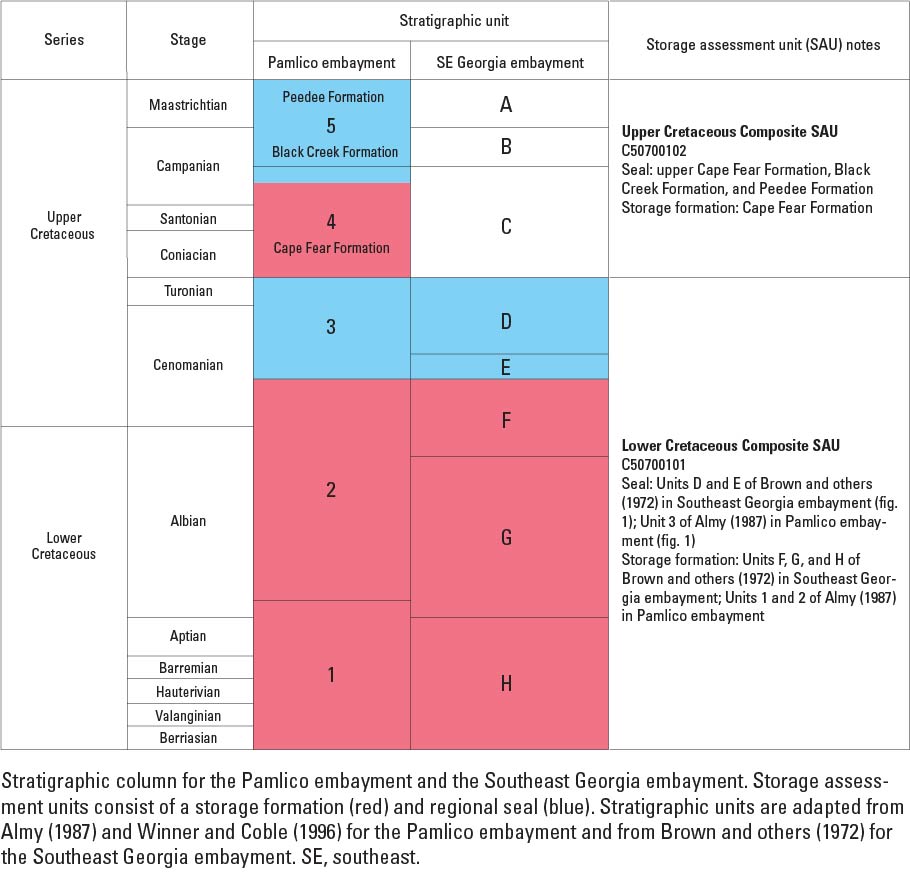 Series
Stage
Stratigraphic unit
Pamlico embayment
SE Georgia embayment
Storage assessment unit (SAU) notes
Upper
Cretaceous
Maastrichtian
Campanian
Santonian
Coniacian
Turonian
Cenomanian
Peedee Formation
5
Black Creek Formation
4
Cape Fear Formation
3
A
B
C
D
E
Upper Cretaceous Composite SAU
C50700102
Seal: upper Cape Fear Formation, Black
Creek Formation, and Peedee Formation
Storage formation: Cape Fear Formation
Lower
Cretaceous
Albian
Aptian
Barremian
Hauterivian
Valanginian
Berriasian
2
1
F
G
H
Lower Cretaceous Composite SAU
C50700101
Seal: Units D and E of Brown and others
(1972) in Southeast Georgia embayment (fig.
1); Unit 3 of Almy (1987) in Pamlico embay-
ment (fig. 1)
Storage formation: Units F, G, and H of
Brown and others (1972) in Southeast Geor-
gia embayment; Units 1 and 2 of Almy (1987)
in Pamlico embayment
Stratigraphic column for the Pamlico embayment and the Southeast Georgia embayment. Storage assess-
ment units consist of a storage formation (red) and regional seal (blue). Stratigraphic units are adapted from
Almy (1987) and Winner and Coble (1996) for the Pamlico embayment and from Brown and others (1972) for
the Southeast Georgia embayment. SE, southeast.